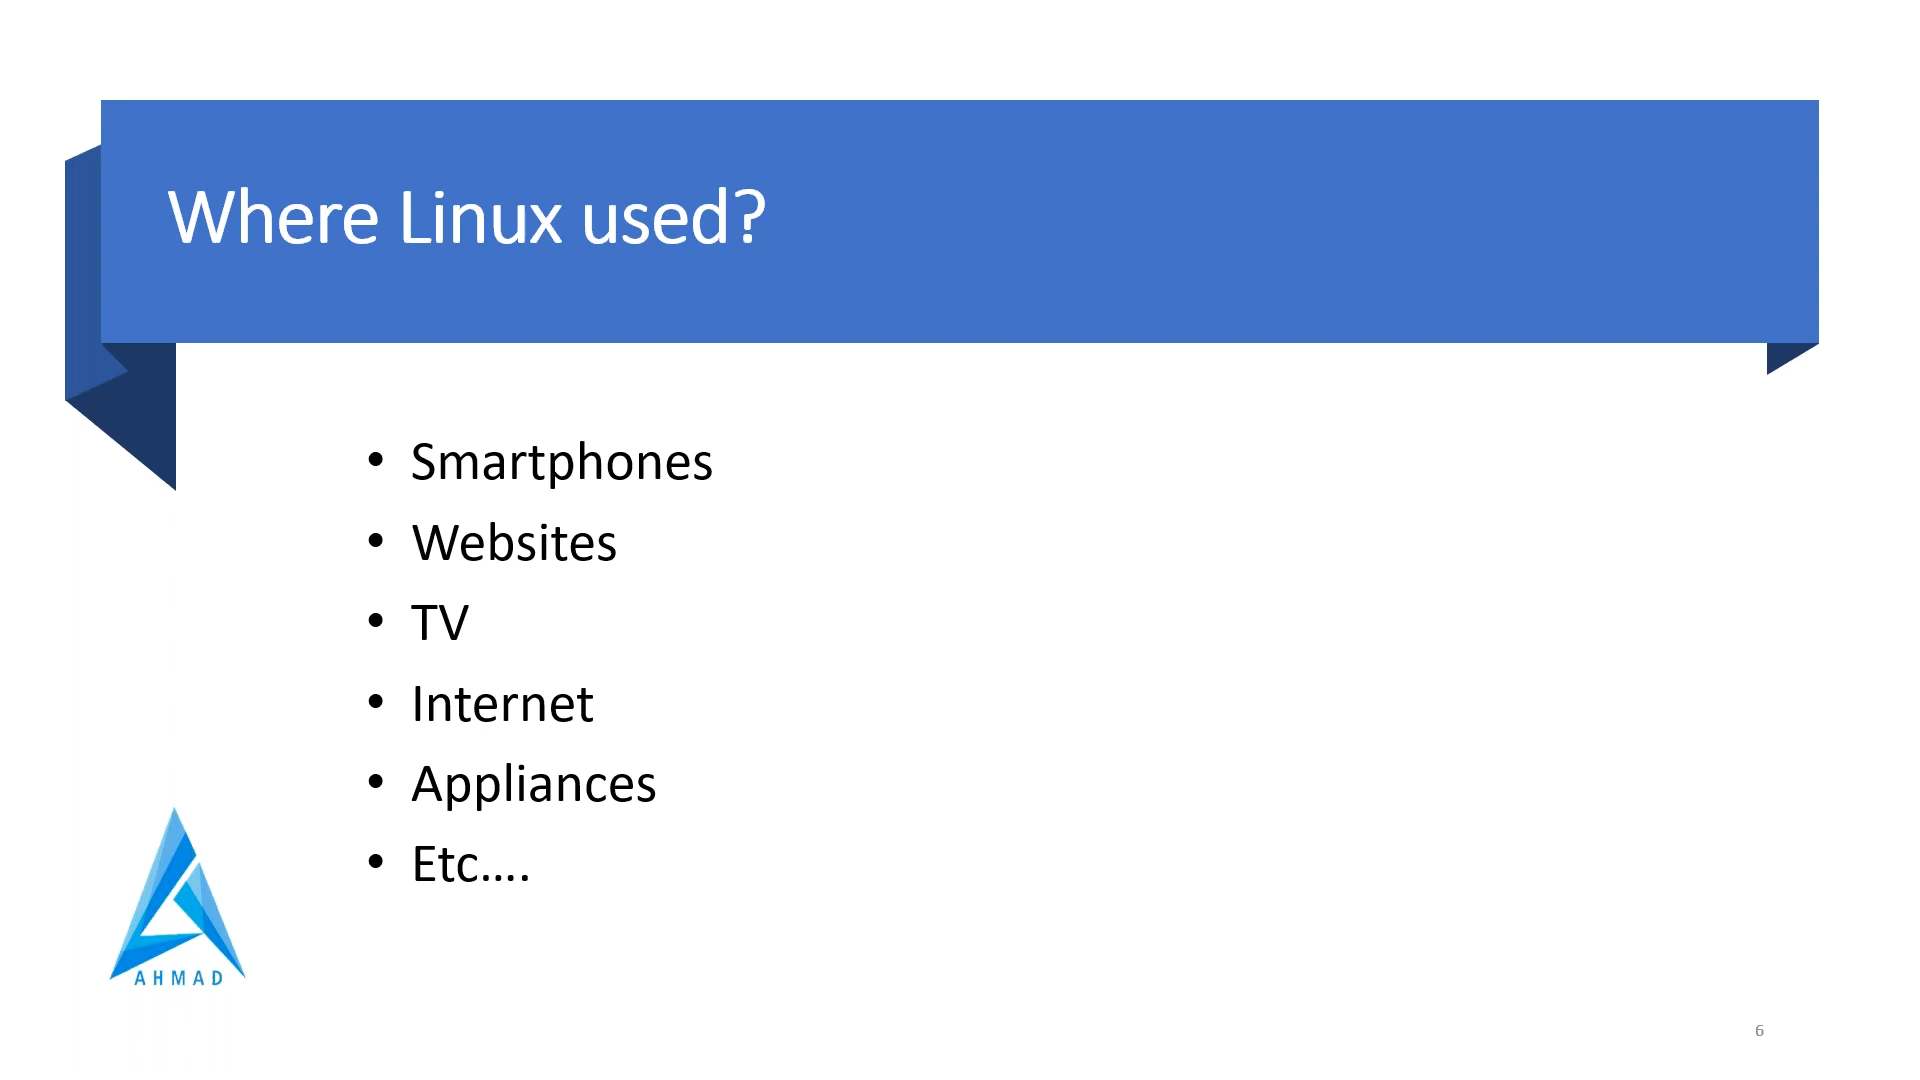 Where Linux used?
• Smartphones
• Websites
• TV
• Internet
• Appliances
• Etc....
AHMAD
6